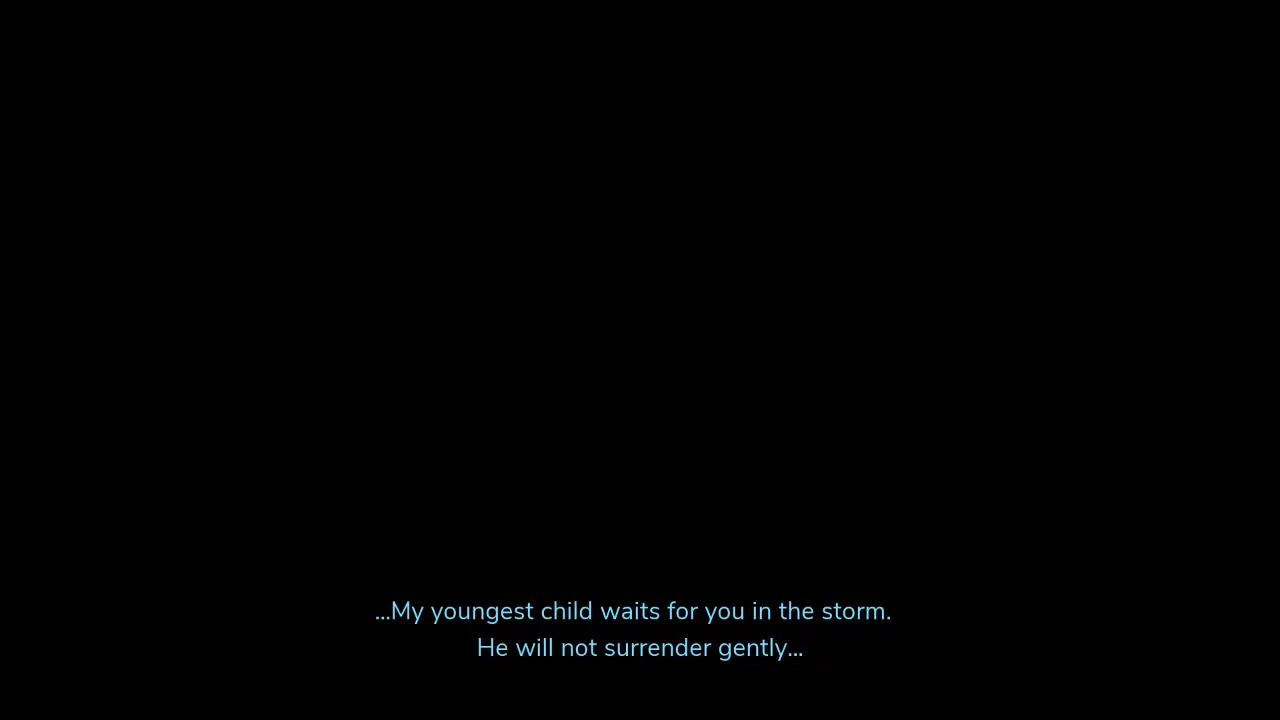 ...My youngest child waits for you in the storm.
He will not surrender gently...